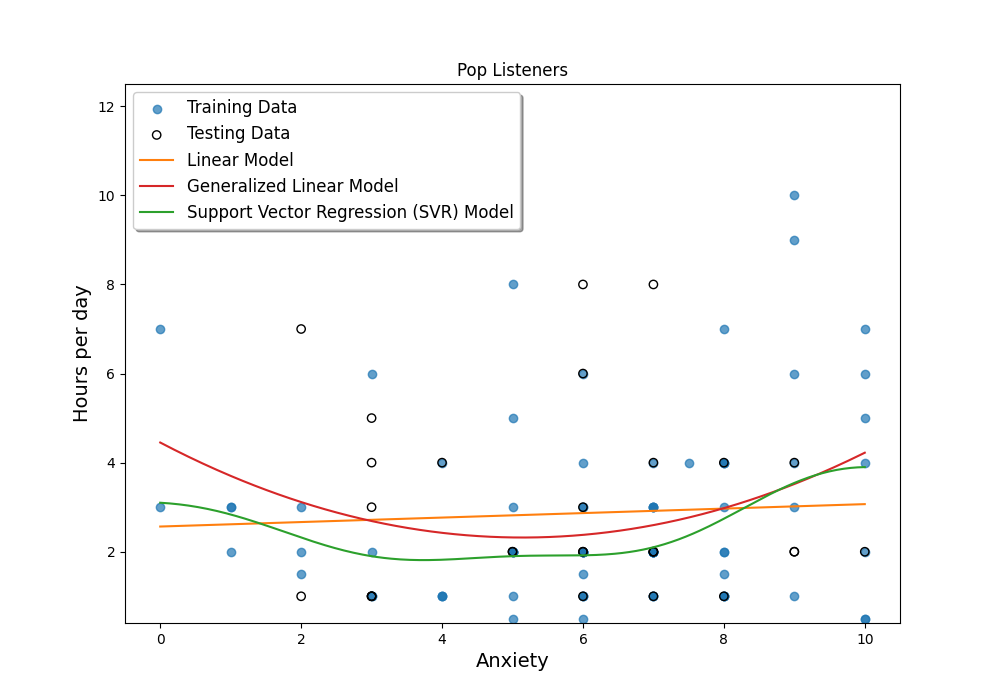 Pop Listeners
Training Data
Testing Data
Linear Model
Generalized Linear Model
Support Vector Regression (SVR) Model
12
10
8
6
4
2
Hours per day
0 2 4 6 8 10
Anxiety